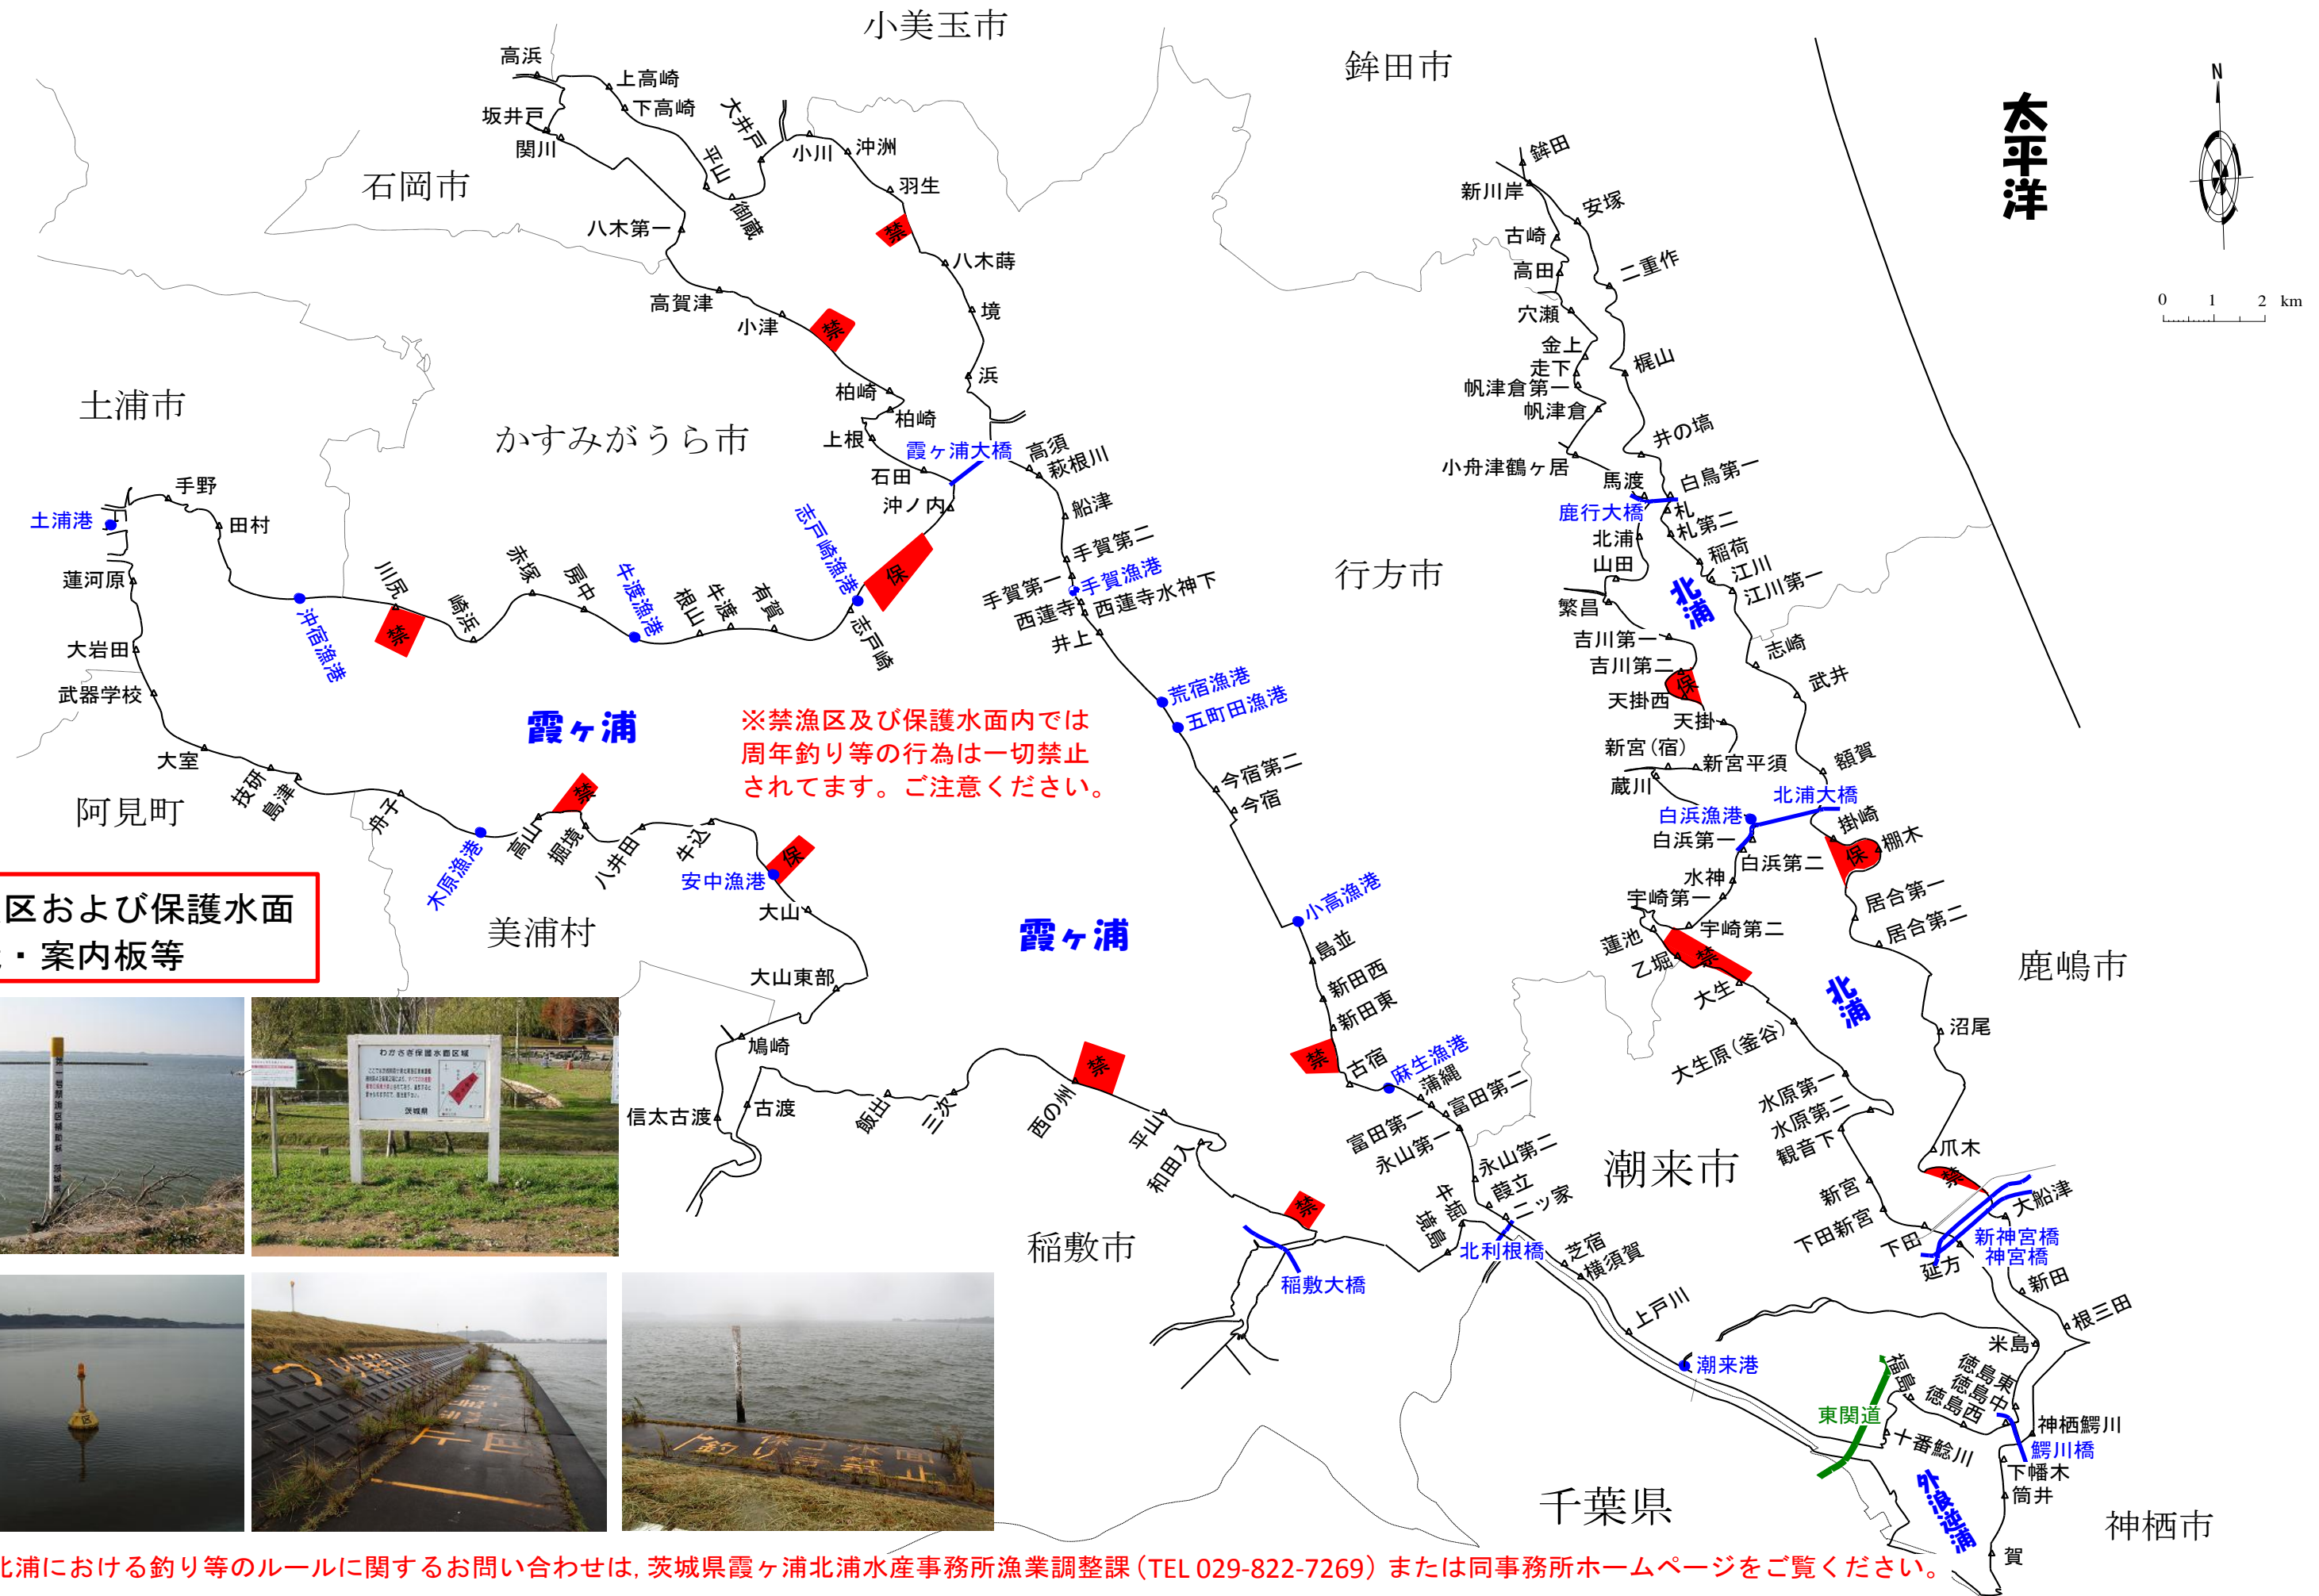 小美玉市
鉾田市
太平洋
N
0 1 2 km
高浜
上高崎
下高崎
大井戸
坂井戸
関川
平山
小川
沖洲
羽生
御蔵
石岡市
八木第一
禁
八木蒔
境
高賀津
小津
禁
浜
柏崎
柏崎
上根
霞ヶ浦大橋
高須
萩根川
石田
沖ノ内
船津
土浦市
かすみがうら市
手野
土浦港
田村
蓮河原
川尻
赤塚
房中
牛渡漁港
根山
牛渡
有賀
志戸崎漁港
保
手賀第二
手賀漁港
手賀第一
西蓮寺
西蓮寺水神下
井上
沖宿漁港
禁
崎浜
志戸崎
大岩田
武器学校
荒宿漁港
五町田漁港
霞ヶ浦
※禁漁区及び保護水面内では
周年釣り等の行為は一切禁止
されてます。ご注意ください。
大室
技研
島津
今宿第二
今宿
阿見町
舟子
木原漁港
高山
禁
掘境
八井田
牛込
保
安中漁港
大山
小高漁港
区および保護水面
・案内板等
美浦村
霞ヶ浦
島並
大山東部
新田西
新田東
鳩崎
禁
古宿
麻生漁港
蒲縄
富田第二
富田第一
永山第一
信太古渡
古渡
飯出
三次
西の州
禁
平山
和田入
永山第二
葭立
二ッ家
牛堀
境島
禁
北利根橋
稲敷市
稲敷大橋
芝宿
横須賀
上戸川
潮来港
潮来市
鉾田
新川岸
安塚
古崎
高田
二重作
穴瀬
金上
走下
帆津倉第一
帆津倉
梶山
井の塙
小舟津鶴ヶ居
馬渡
白鳥第一
鹿行大橋
札
札第二
北浦
稲荷
山田
江川
江川第一
北浦
行方市
繁昌
吉川第一
志崎
吉川第二
保
武井
天掛西
天掛
新宮(宿)
新宮平須
額賀
蔵川
北浦大橋
白浜漁港
掛崎
白浜第一
白浜第二
保
棚木
水神
宇崎第一
居合第一
宇崎第二
居合第二
蓮池
乙堀
禁
大生
北浦
鹿嶋市
沼尾
大生原(釜谷)
水原第一
水原第二
観音下
爪木
禁
新宮
下田新宮
下田
延方
大船津
新神宮橋
神宮橋
新田
根三田
米島
福島
徳島東
徳島中
徳島西
東関道
十番鯰川
神栖鰐川
鰐川橋
下幡木
筒井
外浪逆浦
賀
千葉県
神栖市
わかさぎ保護水面区域
茨城県
区
釣り等禁止
北浦における釣り等のルールに関するお問い合わせは,茨城県霞ヶ浦北浦水産事務所漁業調整課(TEL 029-822-7269)または同事務所ホームページをご覧ください。